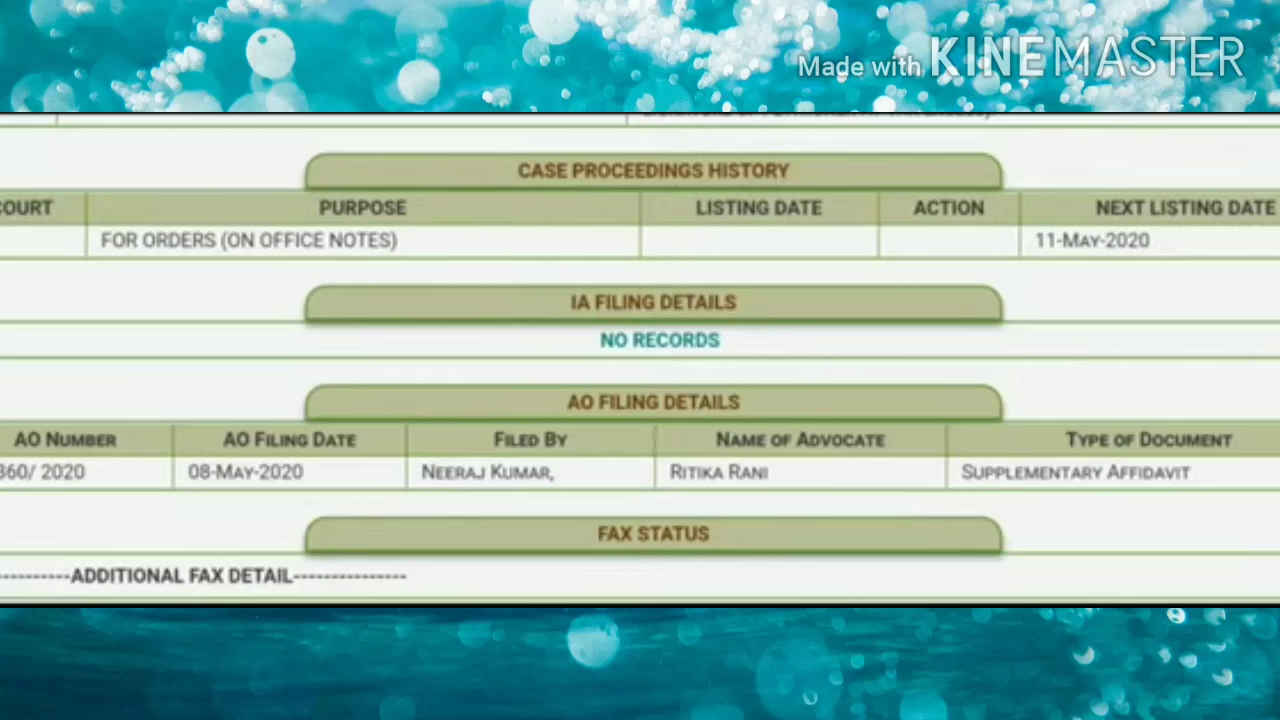 Made with KINEMASTER
CASE PROCEEDINGS HISTORY
COURT PURPOSE LISTING DATE ACTION NEXT LISTING DATE
FOR ORDERS (ON OFFICE NOTES) 11-MAY-2020
IA FILING DETAILS
NO RECORDS
AO FILING DETAILS
AO NUMBER AO FILING DATE FILED BY NAME OF ADVOCATE TYPE OF DOCUMENT
360/ 2020 08-MAY-2020 NEERAJ KUMAR, RITIKA RANI SUPPLEMENTARY AFFIDAVIT
FAX STATUS
----------ADDITIONAL FAX DETAIL---------------